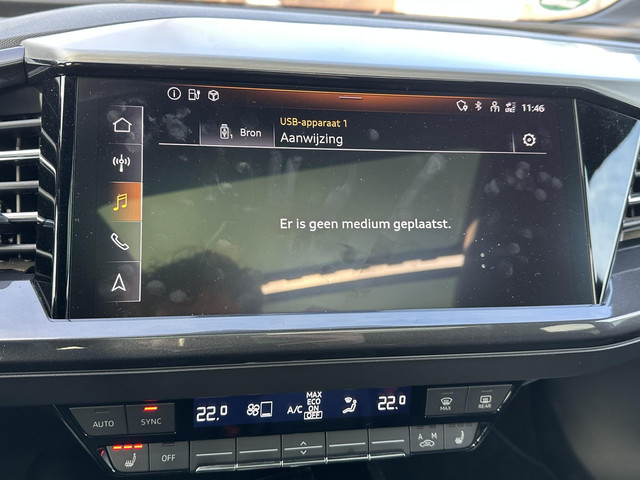 11:46
USB-apparaat 1
Bron
Aanwijzing
Er is geen medium geplaatst.
AUTO
SYNC
22.0
A/C
MAX
ECO
ON
OFF
22.0
MAX
REAR
OFF
A M